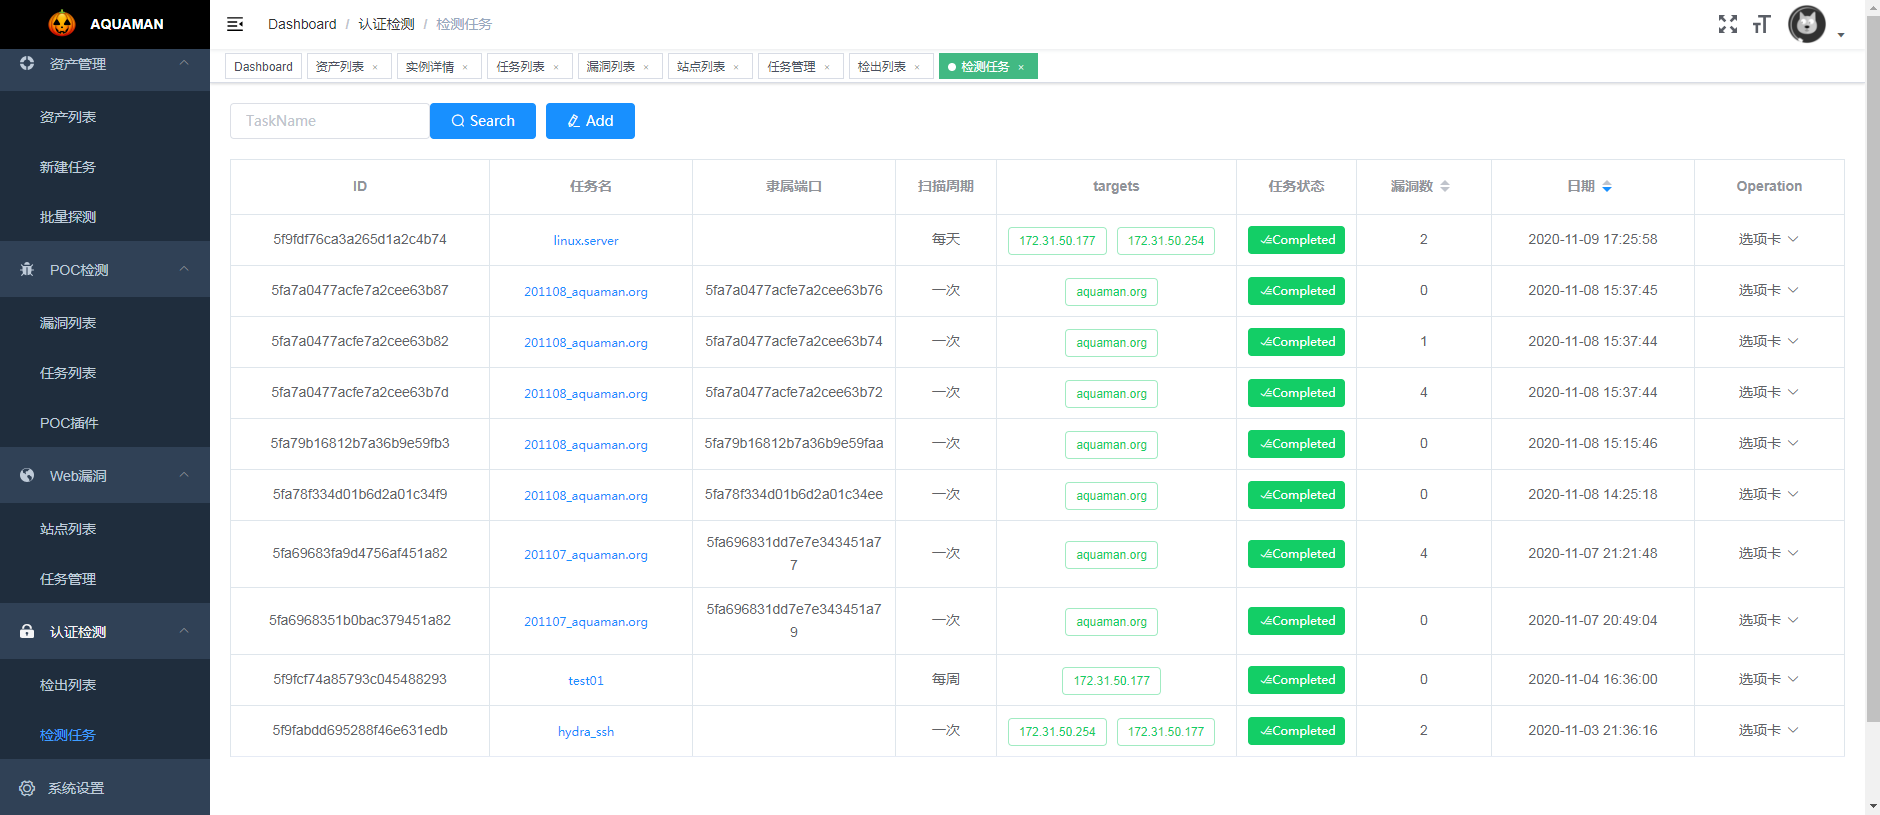 AQUAMAN
Dashboard / 认证检测 / 检测任务
Dashboard 资产列表 × 实例详情 × 任务列表 × 漏洞列表 × 站点列表 × 任务管理 × 检出列表 × 检测任务 ×
资产管理
资产列表
新建任务
批量探测
POC检测
漏洞列表
任务列表
POC插件
Web漏洞
站点列表
任务管理
认证检测
检出列表
检测任务
系统设置
TaskName Search Add
ID 任务名 隶属端口 扫描周期 targets 任务状态 漏洞数 日期 Operation
5f9fdf76ca3a265d1a2c4b74 linux.server 每天 172.31.50.177 172.31.50.254 Completed 2 2020-11-09 17:25:58 选项卡
5fa7a0477acfe7a2cee63b87 201108_aquaman.org 5fa7a0477acfe7a2cee63b76 一次 aquaman.org Completed 0 2020-11-08 15:37:45 选项卡
5fa7a0477acfe7a2cee63b82 201108_aquaman.org 5fa7a0477acfe7a2cee63b74 一次 aquaman.org Completed 1 2020-11-08 15:37:44 选项卡
5fa7a0477acfe7a2cee63b7d 201108_aquaman.org 5fa7a0477acfe7a2cee63b72 一次 aquaman.org Completed 4 2020-11-08 15:37:44 选项卡
5fa79b16812b7a36b9e59fb3 201108_aquaman.org 5fa79b16812b7a36b9e59faa 一次 aquaman.org Completed 0 2020-11-08 15:15:46 选项卡
5fa78f334d01b6d2a01c34f9 201108_aquaman.org 5fa78f334d01b6d2a01c34ee 一次 aquaman.org Completed 0 2020-11-08 14:25:18 选项卡
5fa69683fa9d4756af451a82 201107_aquaman.org 5fa696831dd7e7e343451a7 一次 aquaman.org Completed 4 2020-11-07 21:21:48 选项卡
7
5fa6968351b0bac379451a82 201107_aquaman.org 5fa696831dd7e7e343451a7 一次 aquaman.org Completed 0 2020-11-07 20:49:04 选项卡
9
5f9fcf74a85793c045488293 test01 每周 172.31.50.177 Completed 0 2020-11-04 16:36:00 选项卡
5f9fabdd695288f46e631edb hydra_ssh 一次 172.31.50.254 172.31.50.177 Completed 2 2020-11-03 21:36:16 选项卡